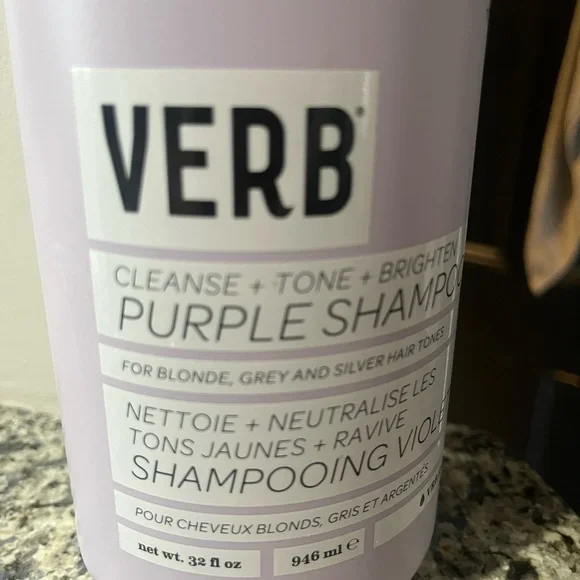 VERB
CLEANSE + TONE + BRIGHTEN
PURPLE SHAMPO
FOR BLONDE, GREY AND SILVER HAIR TONES
NETTOIE + NEUTRALISE LES
TONS JAUNES + RAVIVE
SHAMPOOING VIOLE
POUR CHEVEUX BLONDS, GRIS ET ARGENTÉS
net wt. 32 fl oz
946 ml e